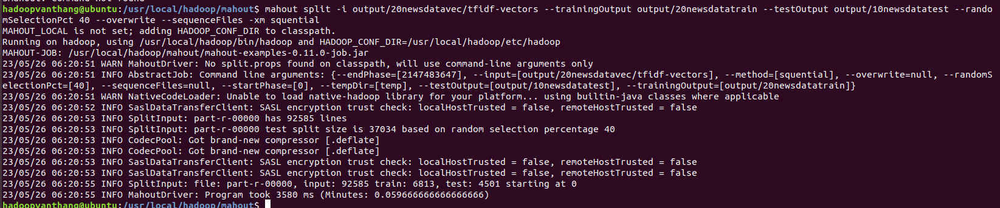 hadoopvanthang@ubuntu:/usr/local/hadoop/mahout$ mahout split -i output/20newsdatavec/tfidf-vectors --trainingOutput output/20newsdatatrain --testOutput output/10newsdatatest --rando
mSelectionPct 40 --overwrite --sequenceFiles -xm squential
MAHOUT_LOCAL is not set; adding HADOOP_CONF_DIR to classpath.
Running on hadoop, using /usr/local/hadoop/bin/hadoop and HADOOP_CONF_DIR=/usr/local/hadoop/etc/hadoop
MAHOUT-JOB: /usr/local/hadoop/mahout/mahout-examples-0.11.0-job.jar
23/05/26 06:20:51 WARN MahoutDriver: No split.props found on classpath, will use command-line arguments only
23/05/26 06:20:51 INFO AbstractJob: Command line arguments: {--endPhase=[2147483647], --input=[output/20newsdatavec/tfidf-vectors], --method=[squential], --overwrite=null, --randomS
electionPct=[40], --sequenceFiles=null, --startPhase=[0], --tempDir=[temp], --testOutput=[output/10newsdatatest], --trainingOutput=[output/20newsdatatrain]}
23/05/26 06:20:51 WARN NativeCodeLoader: Unable to load native-hadoop library for your platform... using builtin-java classes where applicable
23/05/26 06:20:52 INFO SaslDataTransferClient: SASL encryption trust check: localHostTrusted = false, remoteHostTrusted = false
23/05/26 06:20:53 INFO SplitInput: part-r-00000 has 92585 lines
23/05/26 06:20:53 INFO SplitInput: part-r-00000 test split size is 37034 based on random selection percentage 40
23/05/26 06:20:53 INFO CodecPool: Got brand-new compressor [.deflate]
23/05/26 06:20:53 INFO CodecPool: Got brand-new compressor [.deflate]
23/05/26 06:20:53 INFO SaslDataTransferClient: SASL encryption trust check: localHostTrusted = false, remoteHostTrusted = false
23/05/26 06:20:53 INFO SaslDataTransferClient: SASL encryption trust check: localHostTrusted = false, remoteHostTrusted = false
23/05/26 06:20:55 INFO SplitInput: file: part-r-00000, input: 92585 train: 6813, test: 4501 starting at 0
23/05/26 06:20:55 INFO MahoutDriver: Program took 3580 ms (Minutes: 0.059666666666666666)
hadoopvanthang@ubuntu:/usr/local/hadoop/mahout$